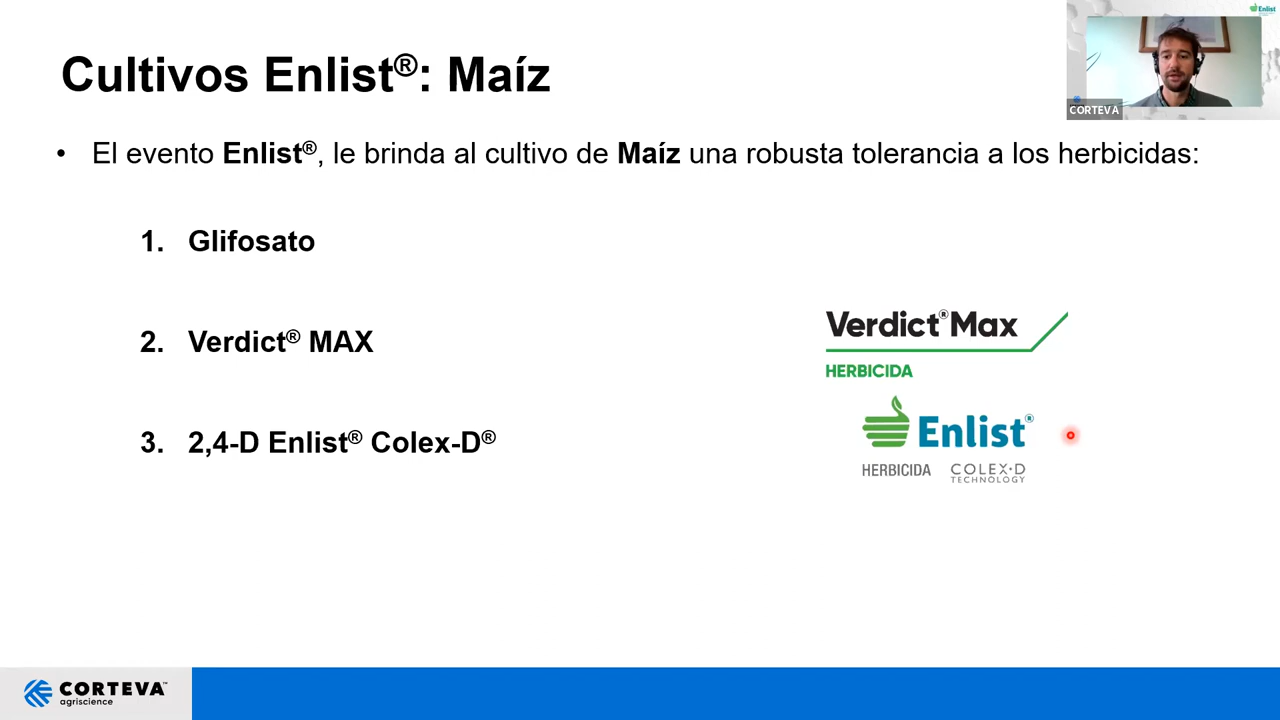 Cultivos Enlist®: Maíz
Enlist
CORTEVA
• El evento Enlist®, le brinda al cultivo de Maíz una robusta tolerancia a los herbicidas:
1. Glifosato
2. Verdict® MAX
3. 2,4-D Enlist® Colex-D®
Verdict® Max
HERBICIDA
Enlist®
HERBICIDA COLEX·D
TECHNOLOGY
CORTEVA™
agriscience